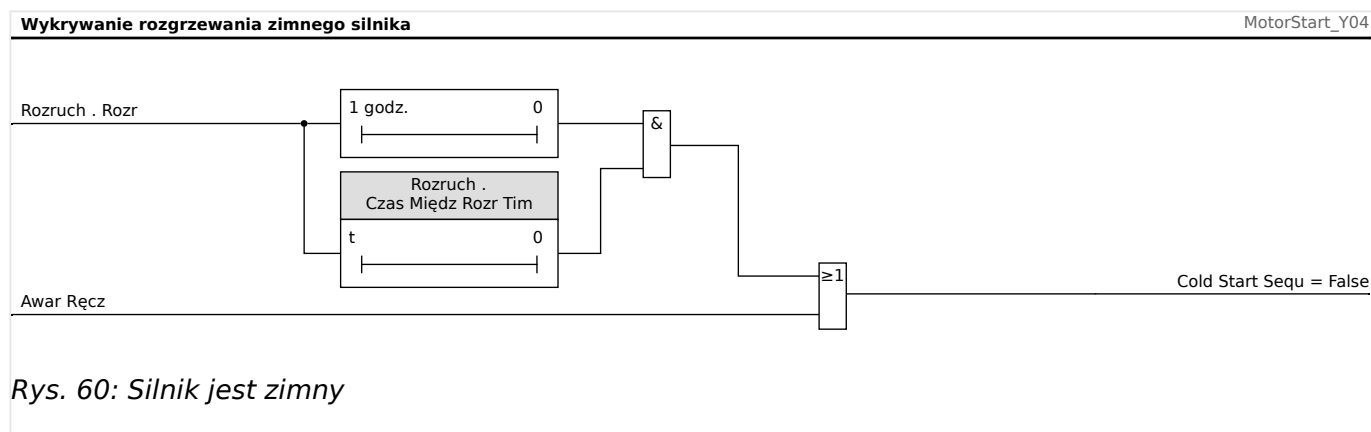 Wykrywanie rozgrzewania zimnego silnika
MotorStart_Y04
Rozruch . Rozr
1 godz. 0
&
Rozruch .
Czas Międz Rozr Tim
t 0
≥1
Cold Start Sequ = False
Awar Ręcz
Rys. 60: Silnik jest zimny